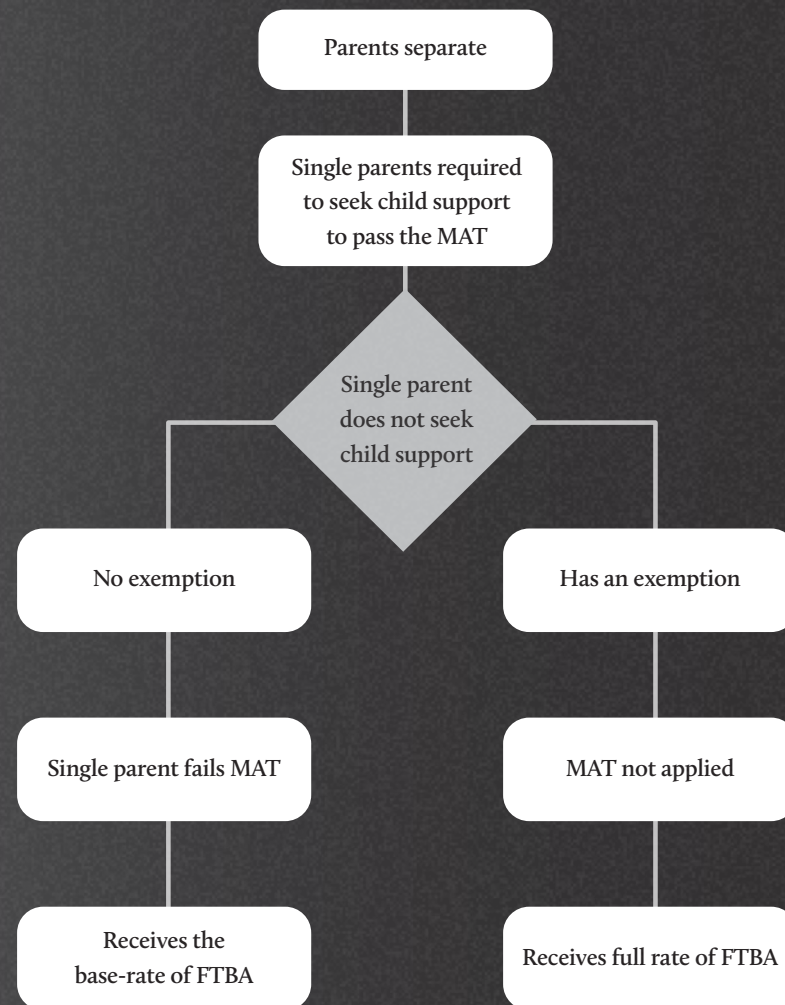 Parents separate
Single parents required
to seek child support
to pass the MAT
Single parent
does not seek
child support
No exemption
Has an exemption
Single parent fails MAT
MAT not applied
Receives the
base-rate of FTBA
Receives full rate of FTBA